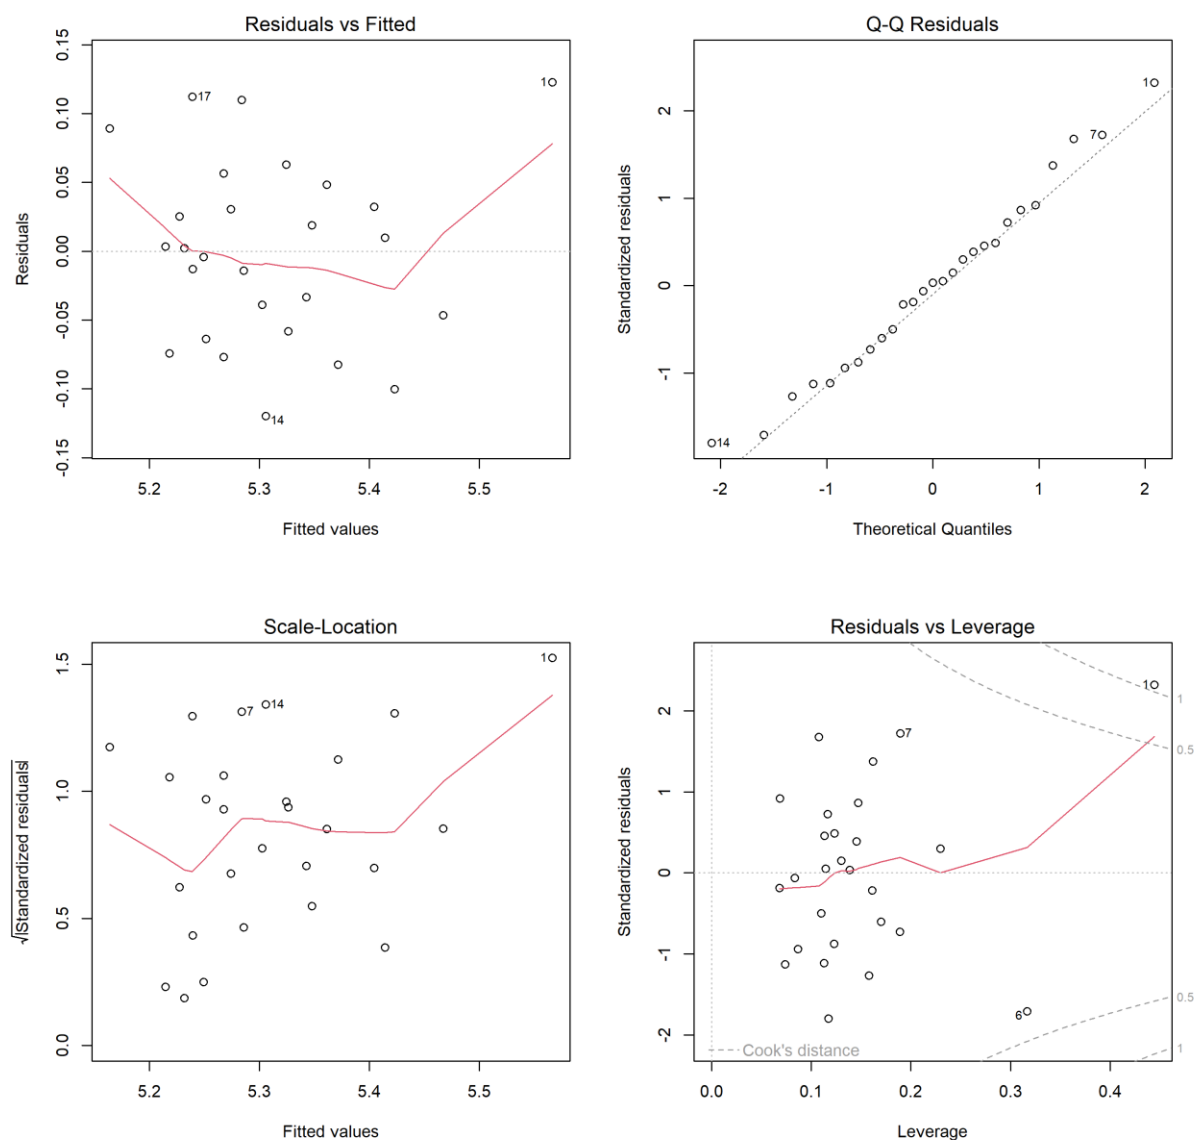 Residuals vs Fitted
Residuals
0.15
0.10
0.05
0.00
-0.05
-0.10
-0.15
17
1
14
5.2 5.3 5.4 5.5
Fitted values
Q-Q Residuals
Standardized residuals
2
1
0
-1
1
7
14
-2 -1 0 1 2
Theoretical Quantiles
Scale-Location
√|Standardized residuals|
1.5
1.0
0.5
0.0
1
7
14
5.2 5.3 5.4 5.5
Fitted values
Residuals vs Leverage
Standardized residuals
2
1
0
-1
-2
1
7
6
1
0.5
0.5
1
Cook's distance
0.0 0.1 0.2 0.3 0.4
Leverage